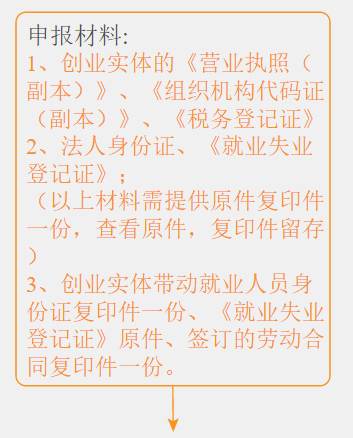 申报材料:
1、创业实体的《营业执照（
副本）》、《组织机构代码证
（副本）》、《税务登记证》
2、法人身份证、《就业失业
登记证》；
（以上材料需提供原件复印件
一份，查看原件，复印件留存
）
3、创业实体带动就业人员身
份证复印件一份、《就业失业
登记证》原件、签订的劳动合
同复印件一份。